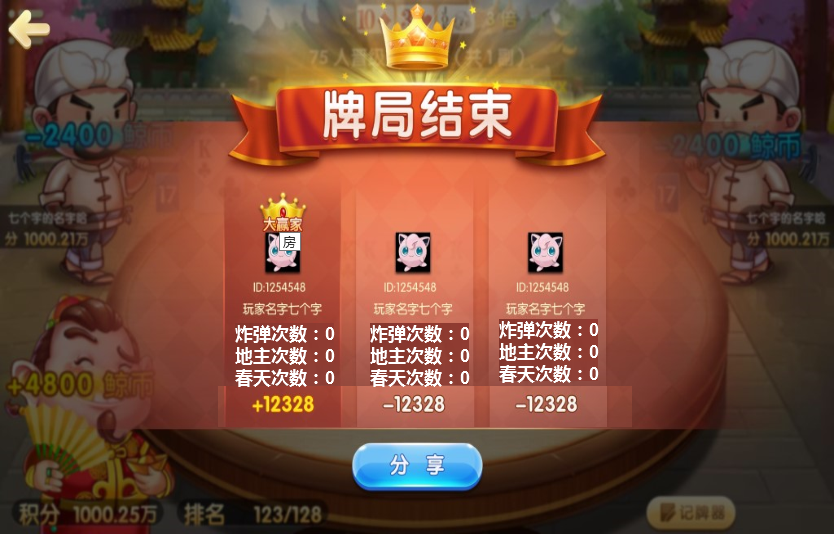 牌局结束
-2400 鲸币
-2400 鲸币
K
17
17
七个字的名字哈
分 1000.21万
七个字的名字哈
分 1000.21万
大赢家
房
ID:1254548
ID:1254548
ID:1254548
玩家名字七个字
玩家名字七个字
玩家名字七个字
炸弹次数：0
炸弹次数：0
炸弹次数：0
地主次数：0
地主次数：0
地主次数：0
春天次数：0
春天次数：0
春天次数：0
+4800 鲸币
+12328
-12328
-12328
分 享
积分 1000.25万
排名 123/128
记牌器